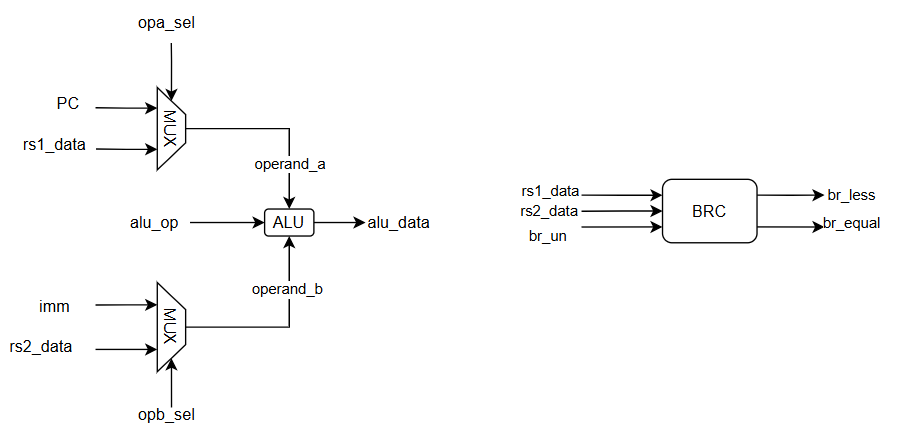 opa_sel
PC
MUX
rs1_data
operand_a
alu_op
ALU
alu_data
operand_b
imm
MUX
rs2_data
opb_sel
rs1_data
rs2_data
br_un
BRC
br_less
br_equal